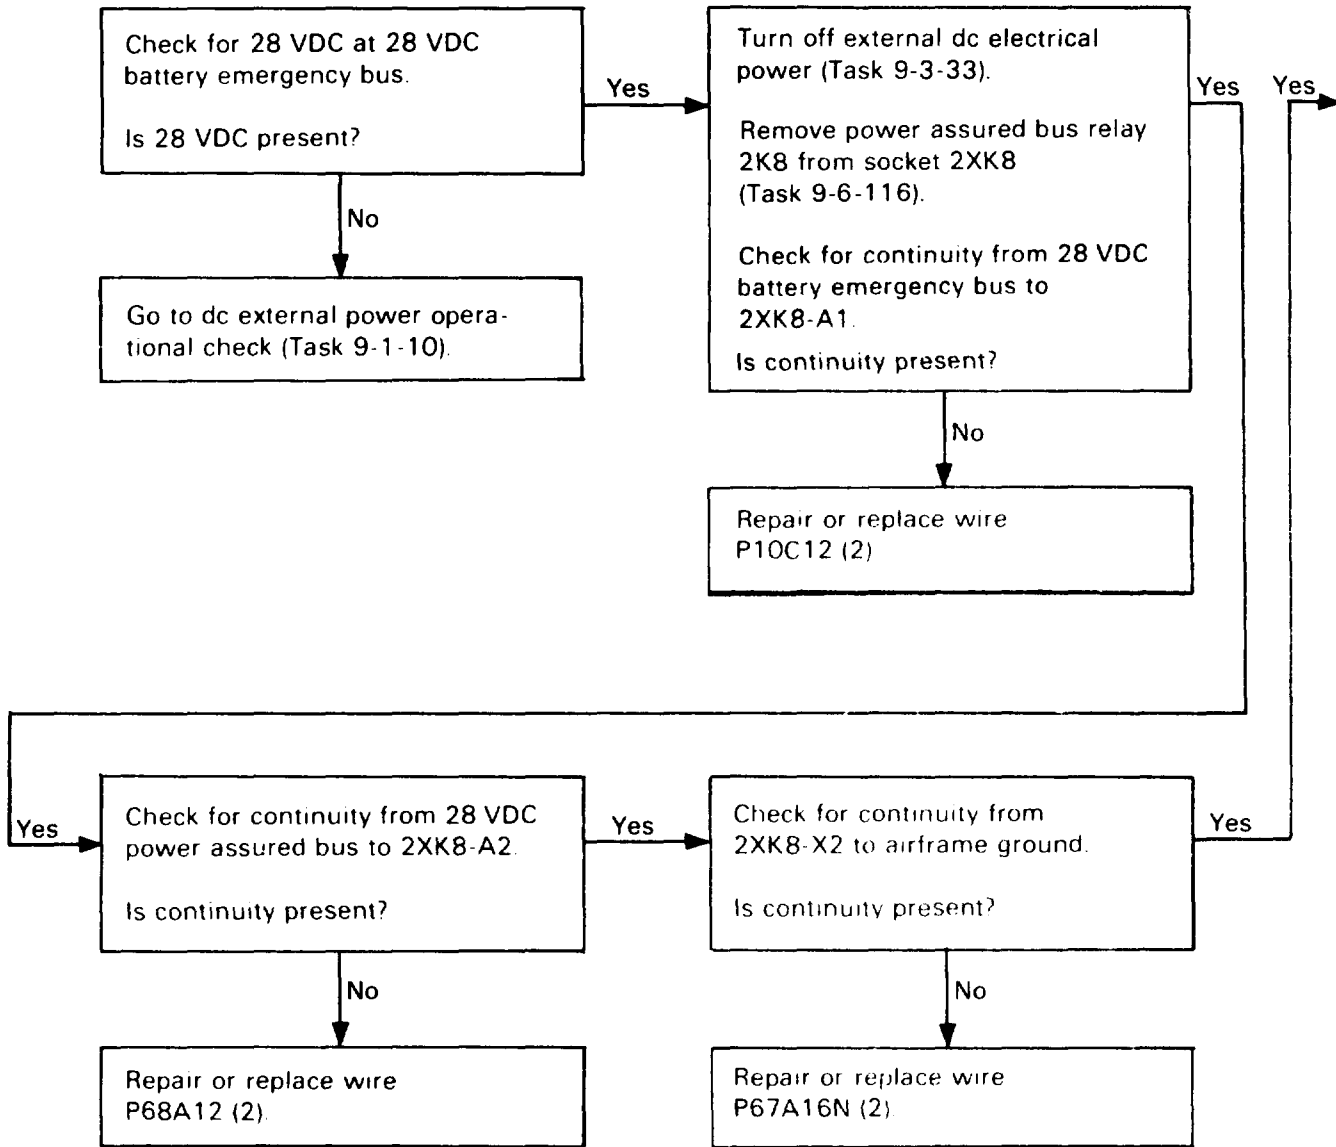 Check for 28 VDC at 28 VDC
battery emergency bus.
Is 28 VDC present?
Yes
No
Go to dc external power opera-
tional check (Task 9-1-10).
Turn off external dc electrical
power (Task 9-3-33).
Remove power assured bus relay
2K8 from socket 2XK8
(Task 9-6-116).
Check for continuity from 28 VDC
battery emergency bus to
2XK8-A1.
Is continuity present?
Yes
Yes
No
Repair or replace wire
P10C12 (2)
Yes
Check for continuity from 28 VDC
power assured bus to 2XK8-A2.
Is continuity present?
Yes
No
Repair or replace wire
P68A12 (2).
Check for continuity from
2XK8-X2 to airframe ground.
Is continuity present?
Yes
No
Repair or replace wire
P67A16N (2)